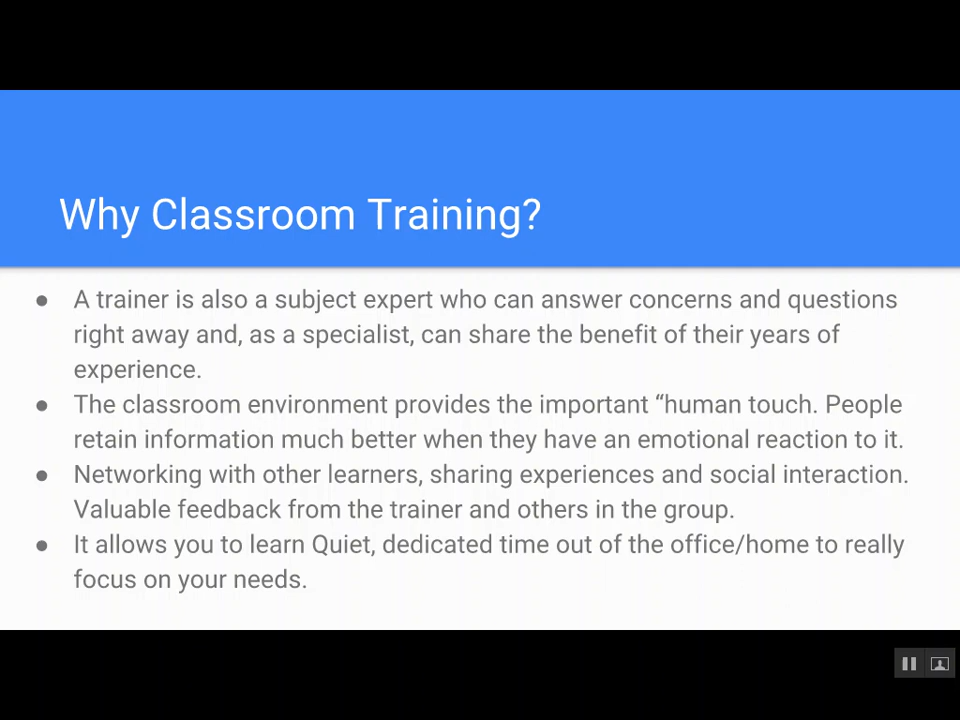 Why Classroom Training?
● A trainer is also a subject expert who can answer concerns and questions
right away and, as a specialist, can share the benefit of their years of
experience.
● The classroom environment provides the important “human touch. People
retain information much better when they have an emotional reaction to it.
● Networking with other learners, sharing experiences and social interaction.
Valuable feedback from the trainer and others in the group.
● It allows you to learn Quiet, dedicated time out of the office/home to really
focus on your needs.